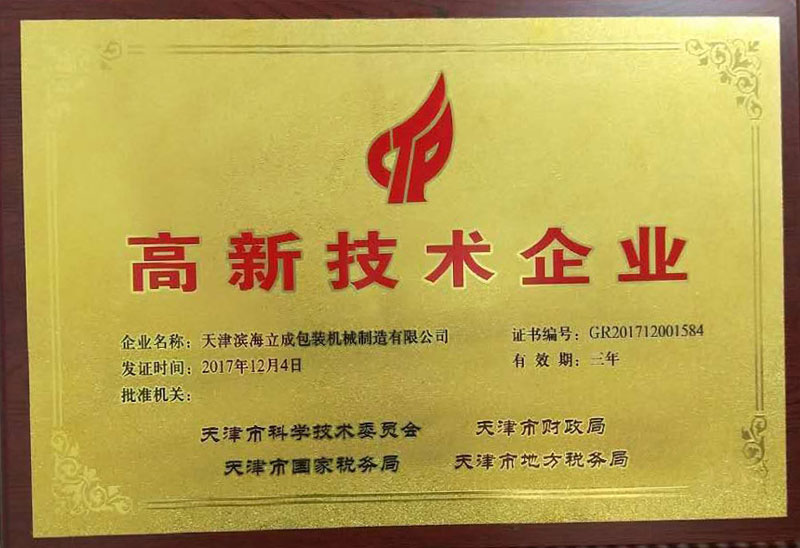 CTP
高新技术企业
企业名称：天津滨海立成包装机械制造有限公司
证书编号：GR201712001584
发证时间：2017年12月4日
有效期：三年
批准机关：
天津市科学技术委员会
天津市财政局
天津市国家税务局
天津市地方税务局